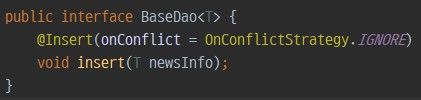 public interface BaseDao<T> {
@Insert(onConflict = OnConflictStrategy.IGNORE)
void insert(T newsInfo);
}